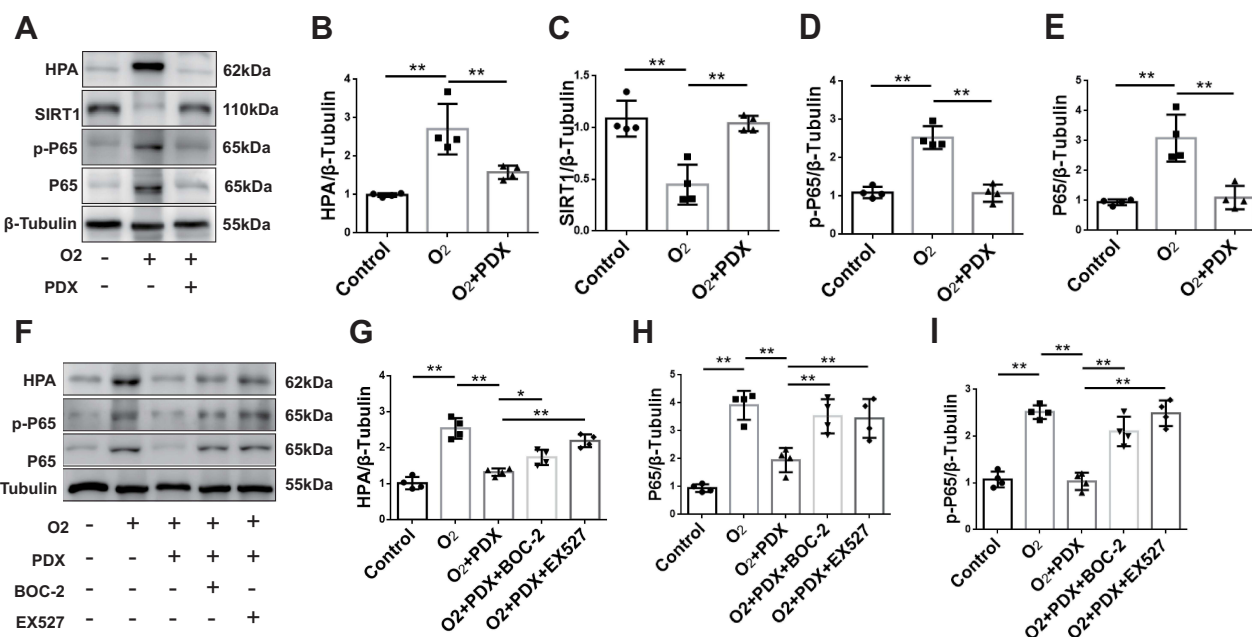 A
HPA 62kDa
SIRT1 110kDa
p-P65 65kDa
P65 65kDa
β-Tubulin 55kDa
O2 - + +
PDX - - +
B
HPA/β-Tubulin
4
3
2
1
0
** **
Control O2 O2+PDX
C
SIRT1/β-Tubulin
1.5
1.0
0.5
0.0
** **
Control O2 O2+PDX
D
p-P65/β-Tubulin
4
3
2
1
0
** **
Control O2 O2+PDX
E
P65/β-Tubulin
5
4
3
2
1
0
** **
Control O2 O2+PDX
F
HPA 62kDa
p-P65 65kDa
P65 65kDa
Tubulin 55kDa
O2 - + + + +
PDX - - + + +
BOC-2 - - - + -
EX527 - - - - +
G
HPA/β-Tubulin
4
3
2
1
0
** ** * **
Control O2 O2+PDX O2+PDX+BOC-2 O2+PDX+EX527
H
P65/β-Tubulin
5
4
3
2
1
0
** ** ** **
Control O2 O2+PDX O2+PDX+BOC-2 O2+PDX+EX527
I
p-P65/β-Tubulin
3
2
1
0
** ** ** **
Control O2 O2+PDX O2+PDX+BOC-2 O2+PDX+EX527